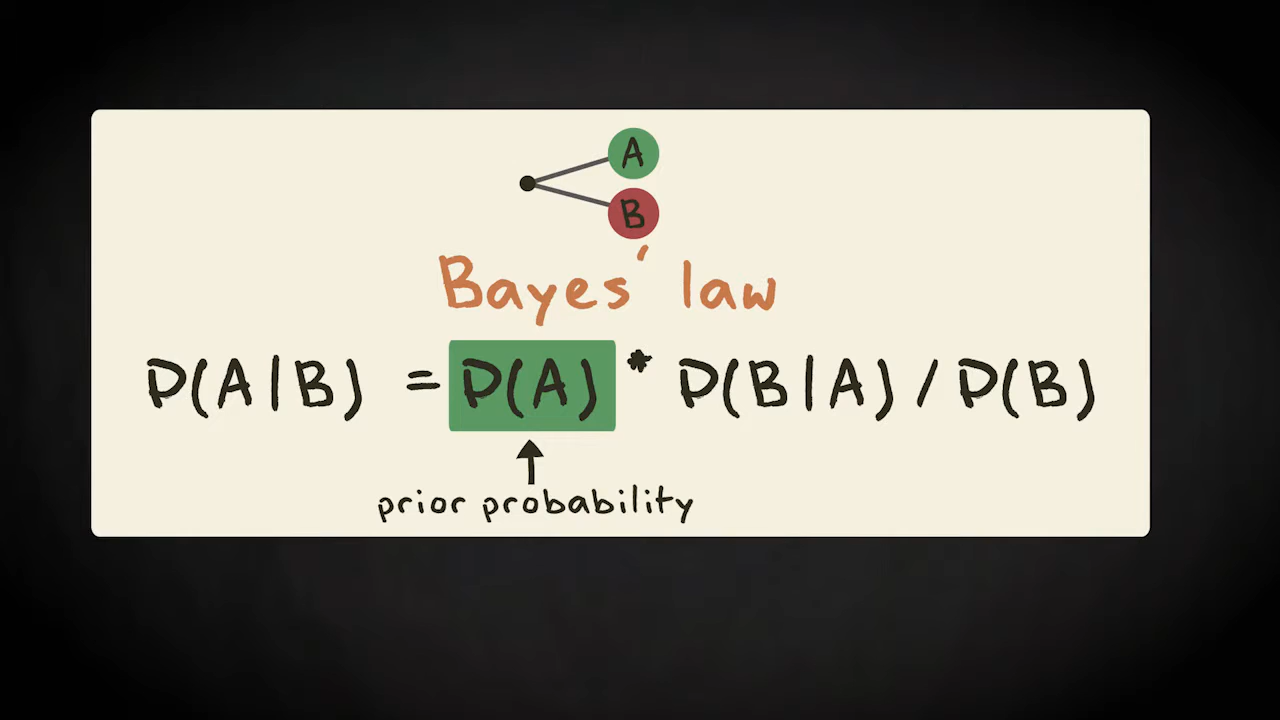 A
B
Bayes' law
P(A|B) = P(A) * P(B|A) / P(B)
prior probability